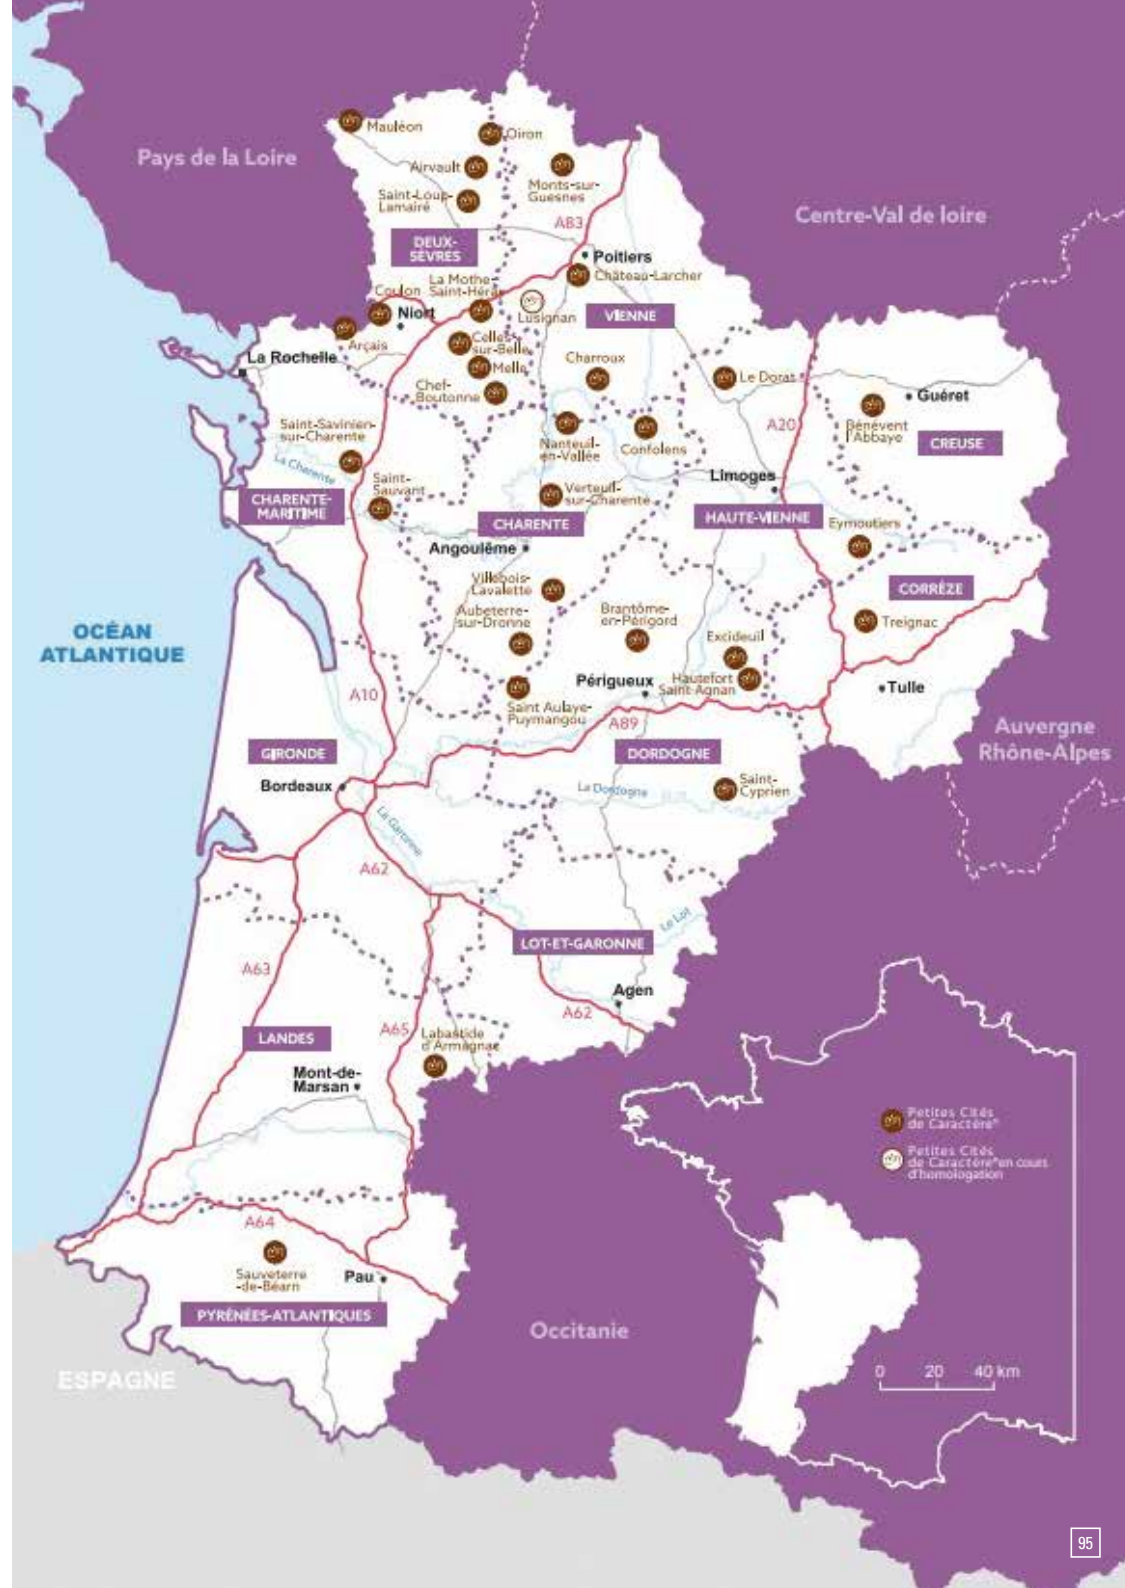 Mauléon
Oiron
Pays de la Loire
Airvault
Monts-sur-
Guesnes
Saint-Loup-
Lamairé
Centre-Val de loire
A83
DEUX-
SÈVRES
Poitiers
Château-Larcher
La Mothe-
Saint-Héra
Coulon
Niort
Lusignan
VIENNE
Arçais
Celles-
sur-Belle
La Rochelle
Charroux
Melle
Le Dorat
Chef-
Boutonne
Guéret
Saint-Savinien-
sur-Charente
Nanteuil-
en-Vallée
Confolens
A20
Bénévent
l'Abbaye
CREUSE
La Charente
Saint-
Sauvant
Limoges
Verteuil-
sur-Charente
CHARENTE-
MARITIME
CHARENTE
HAUTE-VIENNE
Eymoutiers
Angoulême
Villebois-
Lavalette
CORRÈZE
Aubeterre-
sur-Dronne
Brantôme-
en-Périgord
Treignac
OCÉAN
ATLANTIQUE
Excideuil
Périgueux
Hautefort
Saint-Agnan
Tulle
A10
Saint Aulaye-
Puymangou
A89
Auvergne
Rhône-Alpes
GIRONDE
DORDOGNE
Bordeaux
La Dordogne
Saint-
Cyprien
La Garonne
A62
Le Lot
LOT-ET-GARONNE
A63
Agen
A62
LANDES
A65
Labastide
d'Armagnac
Mont-de-
Marsan
Petites Cités
de Caractère®
Petites Cités
de Caractère® en cours
d'homologation
A64
Sauveterre
-de-Béarn
Pau
PYRÉNÉES-ATLANTIQUES
Occitanie
ESPAGNE
0 20 40 km
95